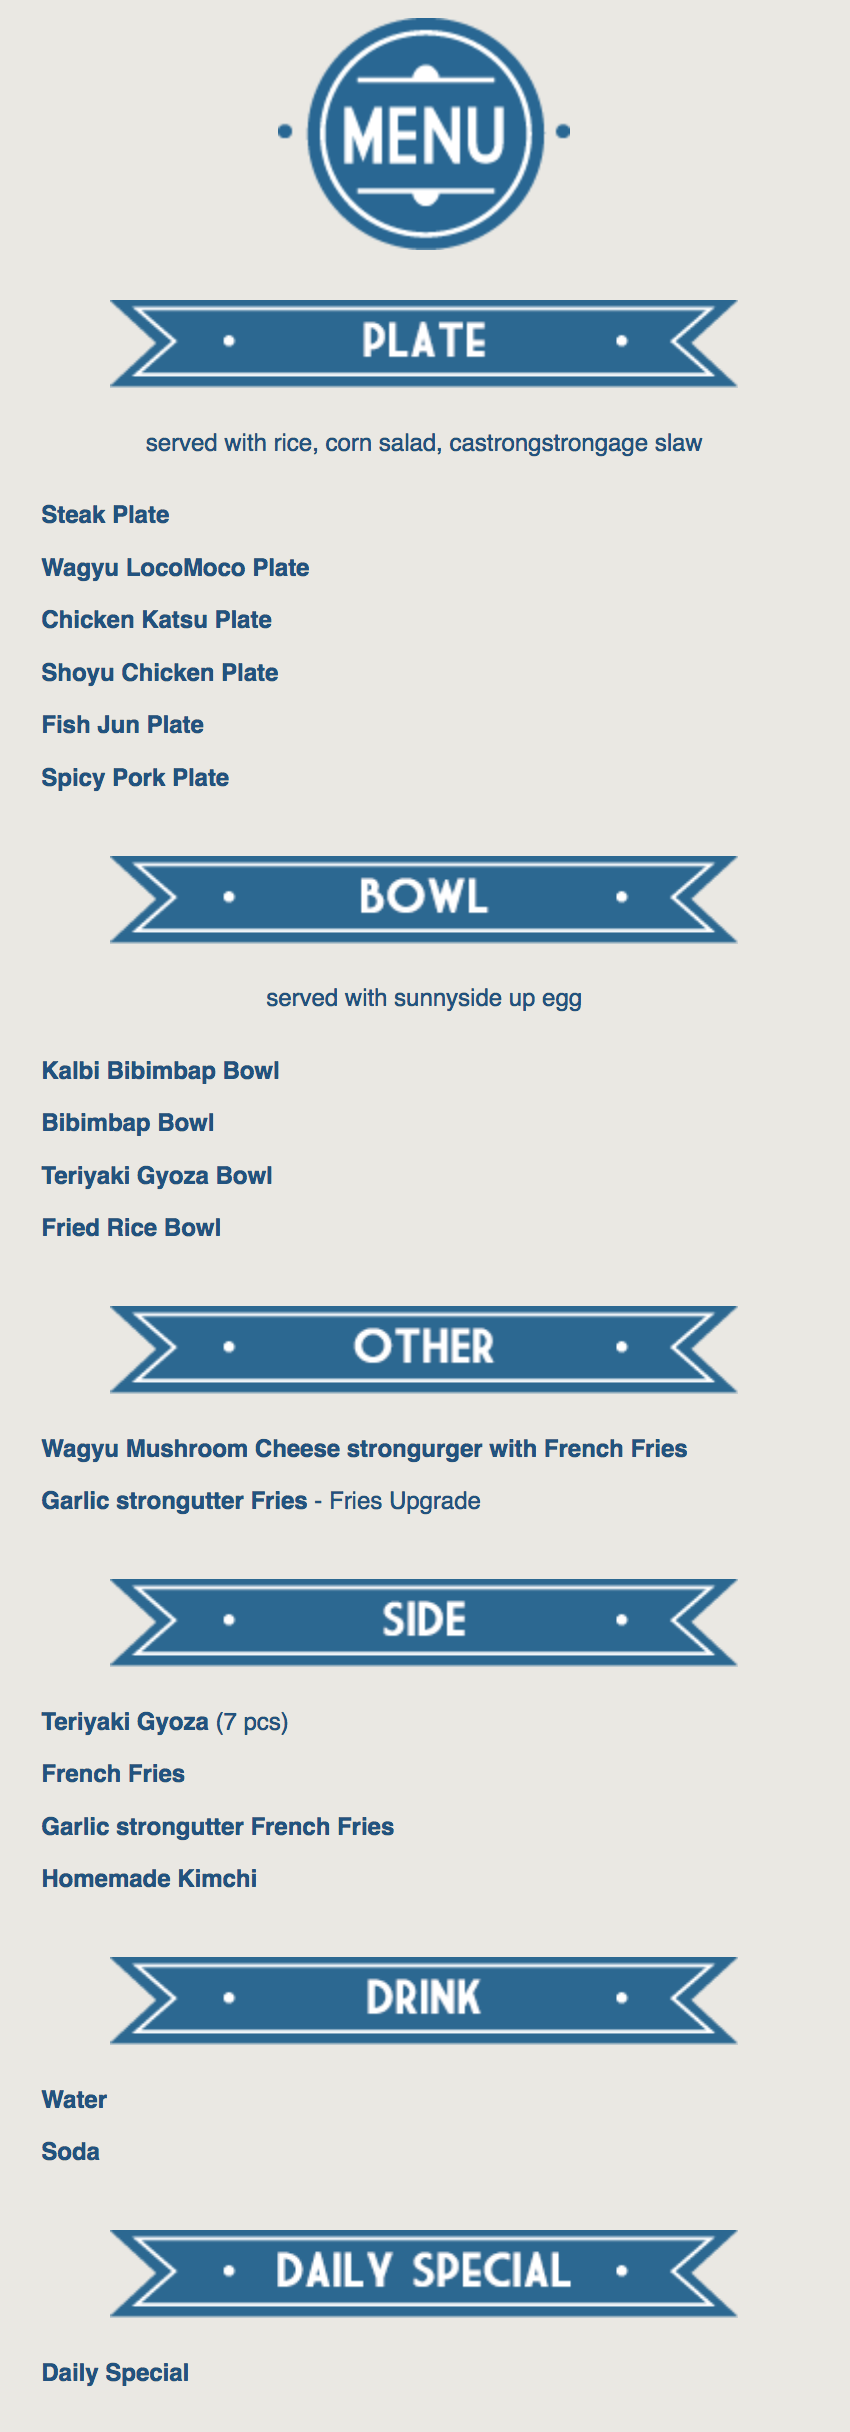 MENU
PLATE
served with rice, corn salad, castrongstrongage slaw
Steak Plate
Wagyu LocoMoco Plate
Chicken Katsu Plate
Shoyu Chicken Plate
Fish Jun Plate
Spicy Pork Plate
BOWL
served with sunnyside up egg
Kalbi Bibimbap Bowl
Bibimbap Bowl
Teriyaki Gyoza Bowl
Fried Rice Bowl
OTHER
Wagyu Mushroom Cheese strongurger with French Fries
Garlic strongutter Fries - Fries Upgrade
SIDE
Teriyaki Gyoza (7 pcs)
French Fries
Garlic strongutter French Fries
Homemade Kimchi
DRINK
Water
Soda
DAILY SPECIAL
Daily Special